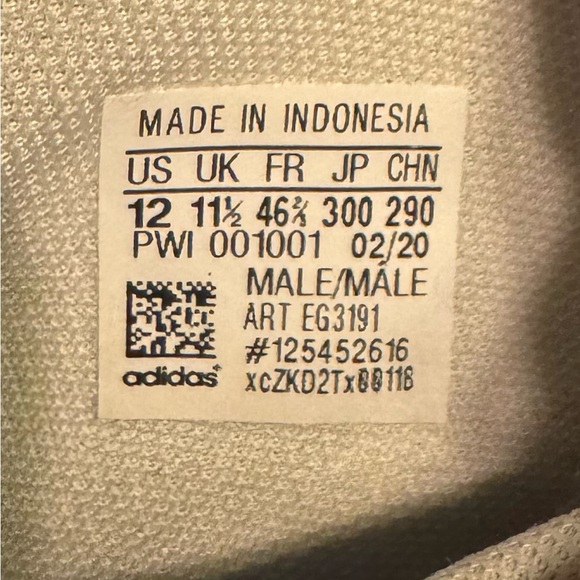 MADE IN INDONESIA
US UK FR JP CHN
12 11½ 46⅔ 300 290
PWI 001001 02/20
MALE/MÁLE
ART EG3191
#125452616
adidas